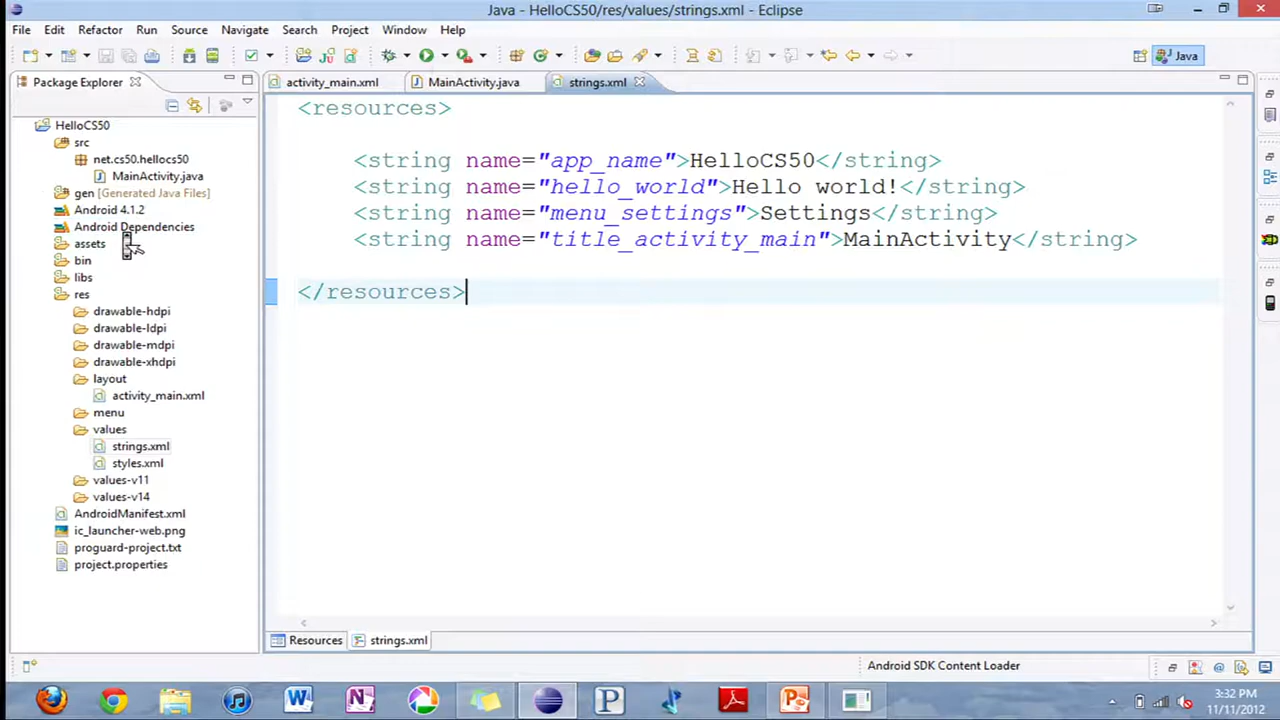 Java - HelloCS50/res/values/strings.xml - Eclipse
File Edit Refactor Run Source Navigate Search Project Window Help
Java
Package Explorer
activity_main.xml MainActivity.java strings.xml
HelloCS50
src
net.cs50.hellocs50
MainActivity.java
gen [Generated Java Files]
Android 4.1.2
Android Dependencies
assets
bin
libs
res
drawable-hdpi
drawable-ldpi
drawable-mdpi
drawable-xhdpi
layout
activity_main.xml
menu
values
strings.xml
styles.xml
values-v11
values-v14
AndroidManifest.xml
ic_launcher-web.png
proguard-project.txt
project.properties
<resources>
<string name="app_name">HelloCS50</string>
<string name="hello_world">Hello world!</string>
<string name="menu_settings">Settings</string>
<string name="title_activity_main">MainActivity</string>
</resources>
Resources strings.xml
Android SDK Content Loader
3:32 PM
11/11/2012